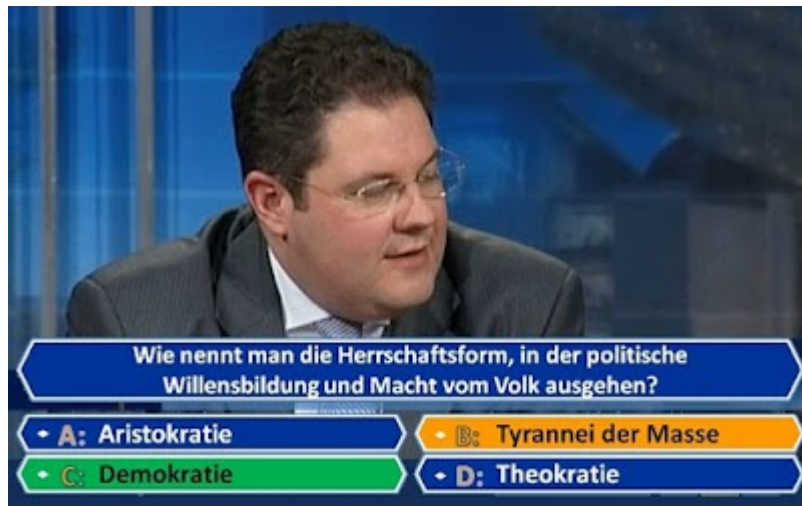 Wie nennt man die Herrschaftsform, in der politische
Willensbildung und Macht vom Volk ausgehen?
A: Aristokratie
B: Tyrannei der Masse
C: Demokratie
D: Theokratie